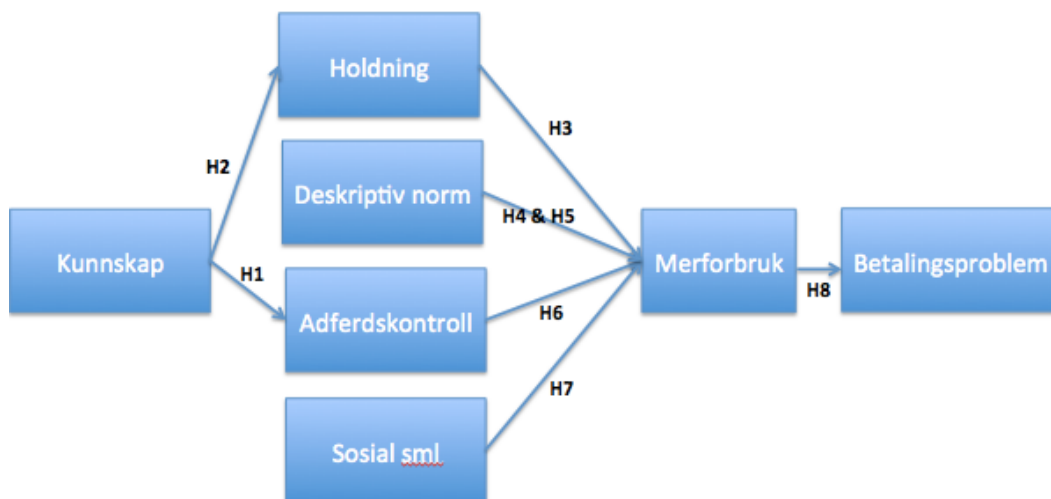 Holdning
H3
H2
Deskriptiv norm
H4 & H5
Kunnskap
Merforbruk
Betalingsproblem
H1
H8
Adferdskontroll
H6
H7
Sosial sml